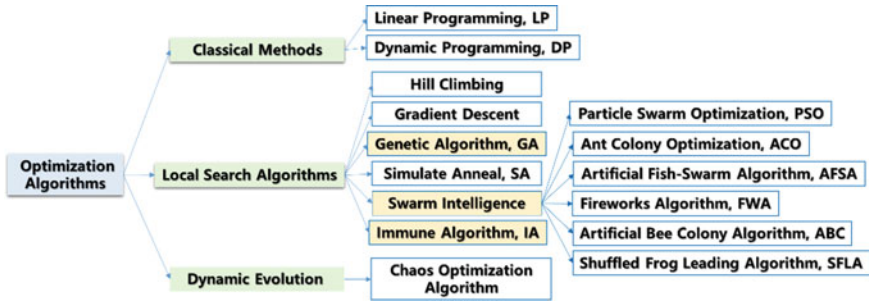 Optimization
Algorithms
Classical Methods
Linear Programming, LP
Dynamic Programming, DP
Local Search Algorithms
Hill Climbing
Gradient Descent
Genetic Algorithm, GA
Simulate Anneal, SA
Swarm Intelligence
Immune Algorithm, IA
Particle Swarm Optimization, PSO
Ant Colony Optimization, ACO
Artificial Fish-Swarm Algorithm, AFSA
Fireworks Algorithm, FWA
Artificial Bee Colony Algorithm, ABC
Shuffled Frog Leading Algorithm, SFLA
Dynamic Evolution
Chaos Optimization
Algorithm